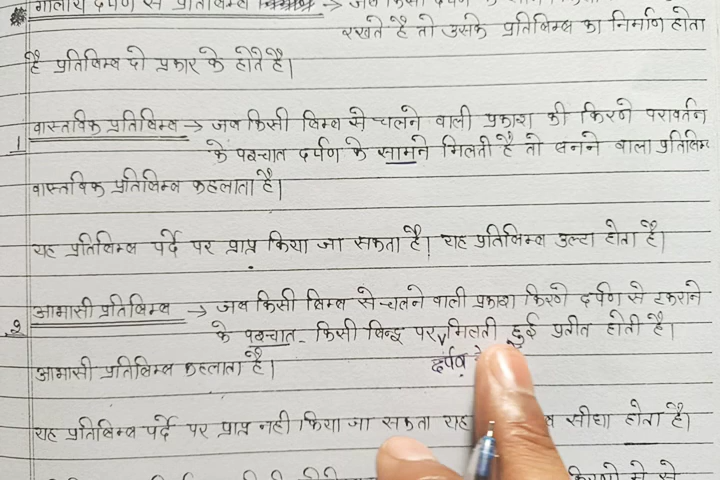 गोलीय दर्पण से प्रतिबिम्ब → जब किसी
रखते है तो उसके प्रतिबिम्ब का निर्माण होता
है प्रतिबिम्ब दो प्रकार के होते है।
1 वास्तविक प्रतिबिम्ब → जब किसी बिम्ब से चलने वाली प्रकाश की किरणे परावर्तन
के पश्चात दर्पण के सामने मिलती है तो बनने वाला प्रतिबिम्ब
वास्तविक प्रतिबिम्ब कहलाता है।
यह प्रतिबिम्ब पर्दे पर प्राप्त किया जा सकता है। यह प्रतिबिम्ब उल्टा होता है।
2 आभासी प्रतिबिम्ब → जब किसी बिम्ब से चलने वाली प्रकाश किरणे दर्पण से टकराने
के पश्चात किसी बिन्दु पर मिलती हुई प्रतीत होती है।
दर्पण
आभासी प्रतिबिम्ब कहलाता है।
यह प्रतिबिम्ब पर्दे पर प्राप्त नही किया जा सकता यह सीधा होता है।